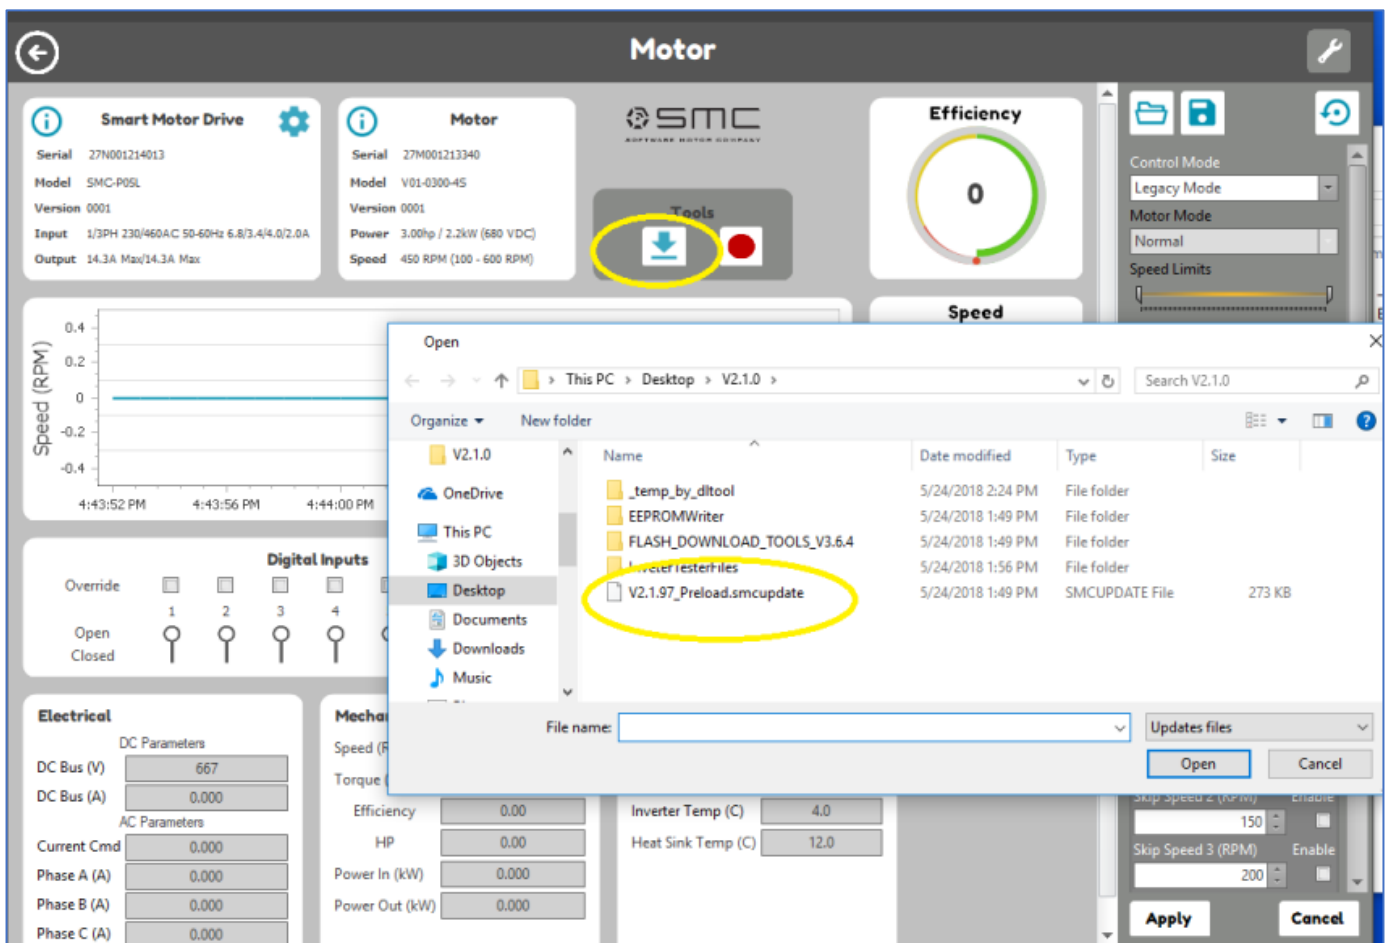 Motor
Smart Motor Drive
Serial 27N001214013
Model SMC-P05L
Version 0001
Input 1/3PH 230/460AC 50-60Hz 6.8/3.4/4.0/2.0A
Output 14.3A Max/14.3A Max
Motor
Serial 27M001213340
Model V01-0300-4S
Version 0001
Power 3.00hp / 2.2kW (680 VDC)
Speed 450 RPM (100 - 600 RPM)
SMC
SOFTWARE MOTOR COMPANY
Tools
Efficiency
0
Speed
Control Mode
Legacy Mode
Motor Mode
Normal
Speed Limits
Speed (RPM)
0.4
0.2
0
-0.2
-0.4
4:43:52 PM 4:43:56 PM 4:44:00 PM
Open
This PC > Desktop > V2.1.0 >
Search V2.1.0
Organize New folder
V2.1.0
OneDrive
This PC
3D Objects
Desktop
Documents
Downloads
Music
Name Date modified Type Size
_temp_by_dltool 5/24/2018 2:24 PM File folder
EEPROMWriter 5/24/2018 1:49 PM File folder
FLASH_DOWNLOAD_TOOLS_V3.6.4 5/24/2018 1:49 PM File folder
5/24/2018 1:56 PM File folder
V2.1.97_Preload.smcupdate 5/24/2018 1:49 PM SMCUPDATE File 273 KB
File name:
Updates files
Open Cancel
Digital Inputs
Override
1 2 3 4
Open
Closed
Electrical
DC Parameters
DC Bus (V) 667
DC Bus (A) 0.000
AC Parameters
Current Cmd 0.000
Phase A (A) 0.000
Phase B (A) 0.000
Phase C (A) 0.000
Mecha
Speed (R
Torque (
Efficiency 0.00
HP 0.00
Power In (kW) 0.000
Power Out (kW) 0.000
Inverter Temp (C) 4.0
Heat Sink Temp (C) 12.0
Skip Speed 2 (RPM) Enable
150
Skip Speed 3 (RPM) Enable
200
Apply Cancel